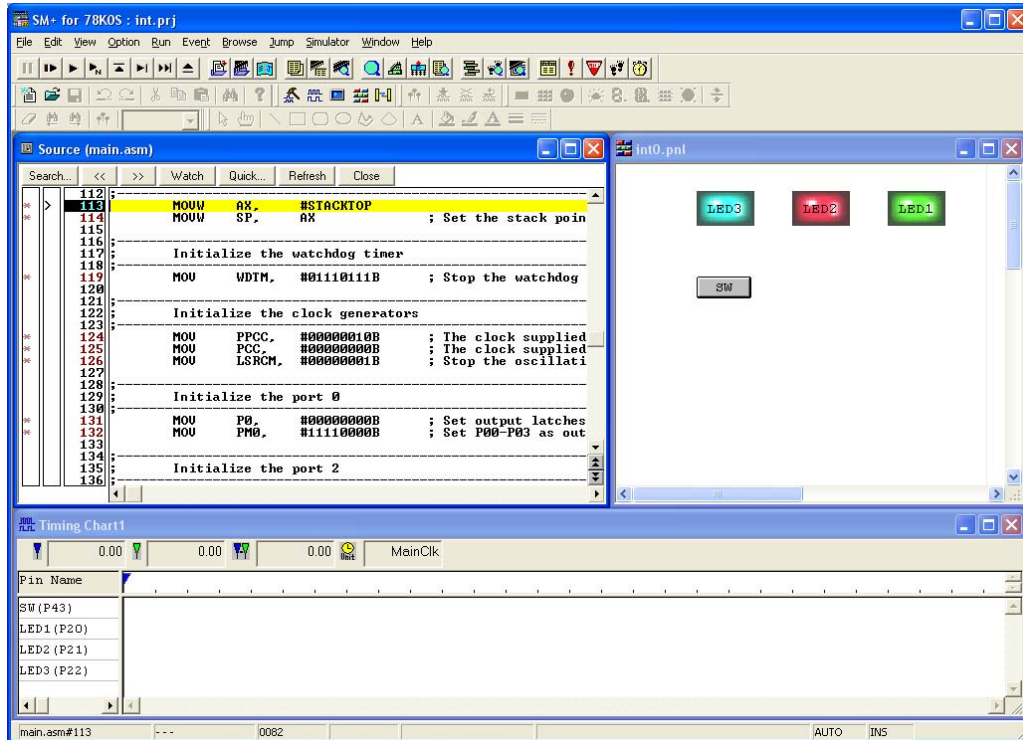 SM+ for 78K0S : int.prj
File Edit View Option Run Event Browse Jump Simulator Window Help
Source (main.asm)
Search... << >> Watch Quick... Refresh Close
112 ;------------------------------------------------
113 MOVW AX, #STACKTOP
114 MOVW SP, AX ; Set the stack poin
115
116 ;------------------------------------------------
117 ; Initialize the watchdog timer
118 ;------------------------------------------------
119 MOV WDTM, #01110111B ; Stop the watchdog
120
121 ;------------------------------------------------
122 ; Initialize the clock generators
123 ;------------------------------------------------
124 MOV PPCC, #00000010B ; The clock supplied
125 MOV PCC, #00000000B ; The clock supplied
126 MOV LSRCM, #00000001B ; Stop the oscillati
127
128 ;------------------------------------------------
129 ; Initialize the port 0
130 ;------------------------------------------------
131 MOV P0, #00000000B ; Set output latches
132 MOV PM0, #11110000B ; Set P00-P03 as out
133
134 ;------------------------------------------------
135 ; Initialize the port 2
136 ;------------------------------------------------
int0.pnl
LED3 LED2 LED1
SW
Timing Chart1
0.00 0.00 0.00 Unit MainClk
Pin Name
SW(P43)
LED1(P20)
LED2(P21)
LED3(P22)
main.asm#113 --- 0082 AUTO INS